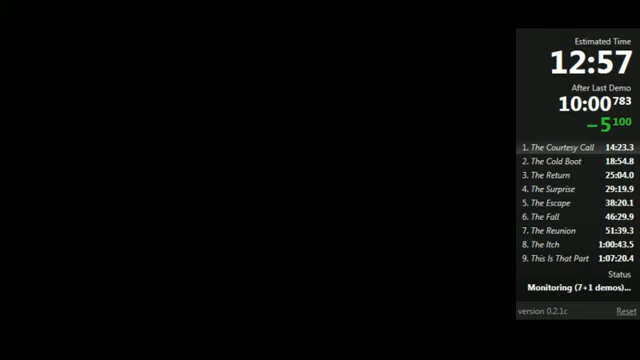 Estimated Time
12:57
After Last Demo
10:00 783
−5 100
1. The Courtesy Call 14:23.3
2. The Cold Boot 18:54.8
3. The Return 25:04.0
4. The Surprise 29:19.9
5. The Escape 38:20.1
6. The Fall 46:29.9
7. The Reunion 51:39.3
8. The Itch 1:00:43.5
9. This Is That Part 1:07:20.4
Status
Monitoring (7+1 demos)...
version 0.2.1c Reset